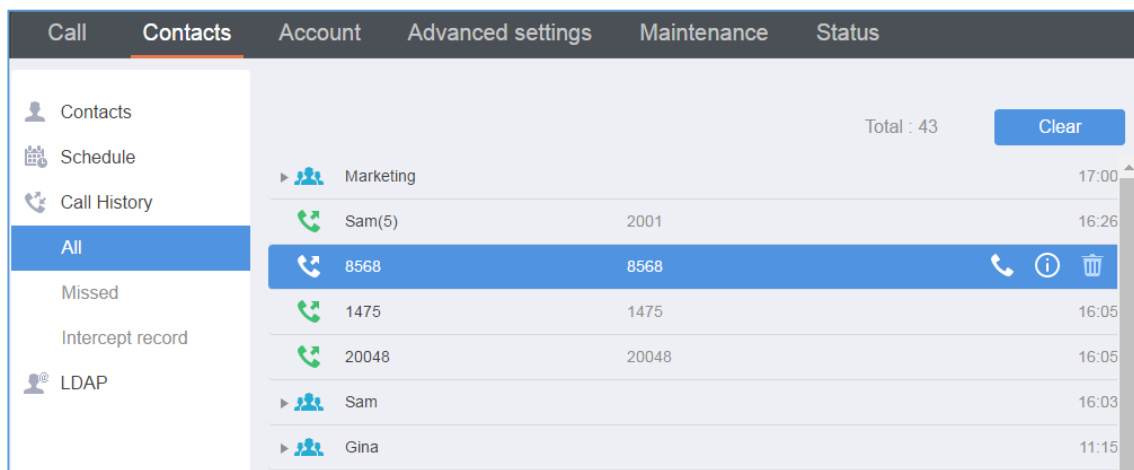 Call Contacts Account Advanced settings Maintenance Status
Contacts
Schedule
Call History
All
Missed
Intercept record
LDAP
Total : 43 Clear
Marketing 17:00
Sam(5) 2001 16:26
8568 8568
1475 1475 16:05
20048 20048 16:05
Sam 16:03
Gina 11:15